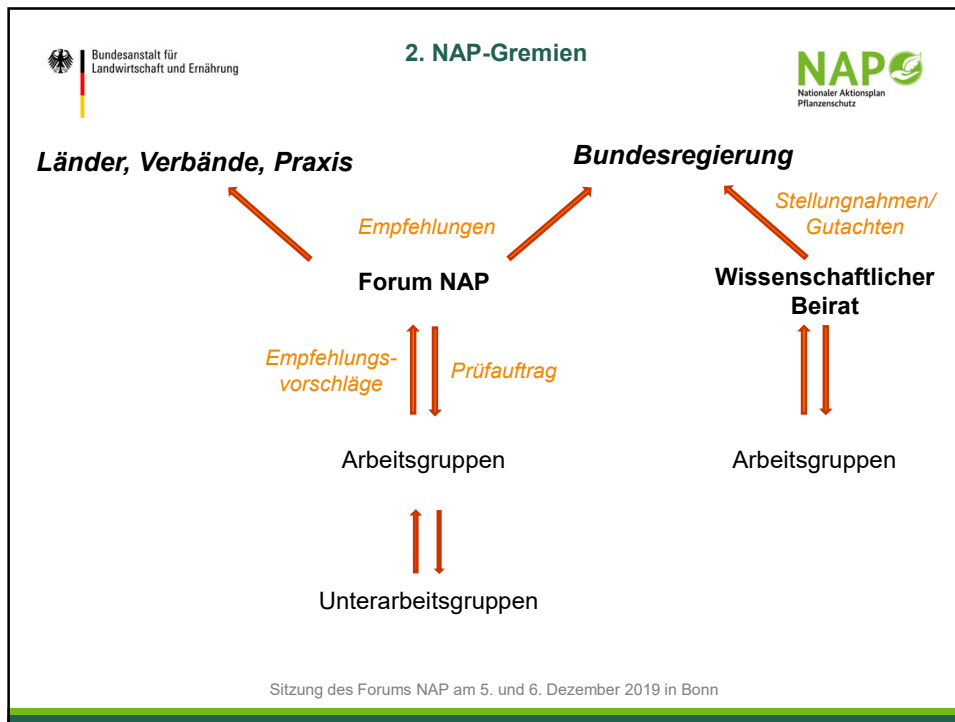 Bundesanstalt für
Landwirtschaft und Ernährung
2. NAP-Gremien
NAP
Nationaler Aktionsplan
Pflanzenschutz
Länder, Verbände, Praxis
Bundesregierung
Empfehlungen
Stellungnahmen/
Gutachten
Forum NAP
Wissenschaftlicher
Beirat
Empfehlungs-
vorschläge
Prüfauftrag
Arbeitsgruppen
Arbeitsgruppen
Unterarbeitsgruppen
Sitzung des Forums NAP am 5. und 6. Dezember 2019 in Bonn